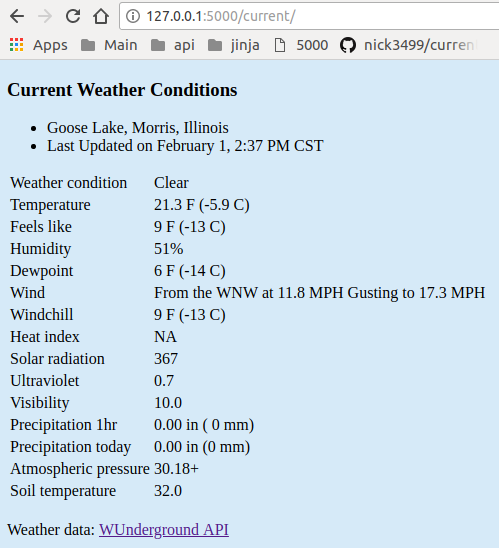 127.0.0.1:5000/current/
Apps Main api jinja 5000 nick3499/curren
Current Weather Conditions
• Goose Lake, Morris, Illinois
• Last Updated on February 1, 2:37 PM CST
Weather condition Clear
Temperature 21.3 F (-5.9 C)
Feels like 9 F (-13 C)
Humidity 51%
Dewpoint 6 F (-14 C)
Wind From the WNW at 11.8 MPH Gusting to 17.3 MPH
Windchill 9 F (-13 C)
Heat index NA
Solar radiation 367
Ultraviolet 0.7
Visibility 10.0
Precipitation 1hr 0.00 in ( 0 mm)
Precipitation today 0.00 in (0 mm)
Atmospheric pressure 30.18+
Soil temperature 32.0
Weather data: WUnderground API